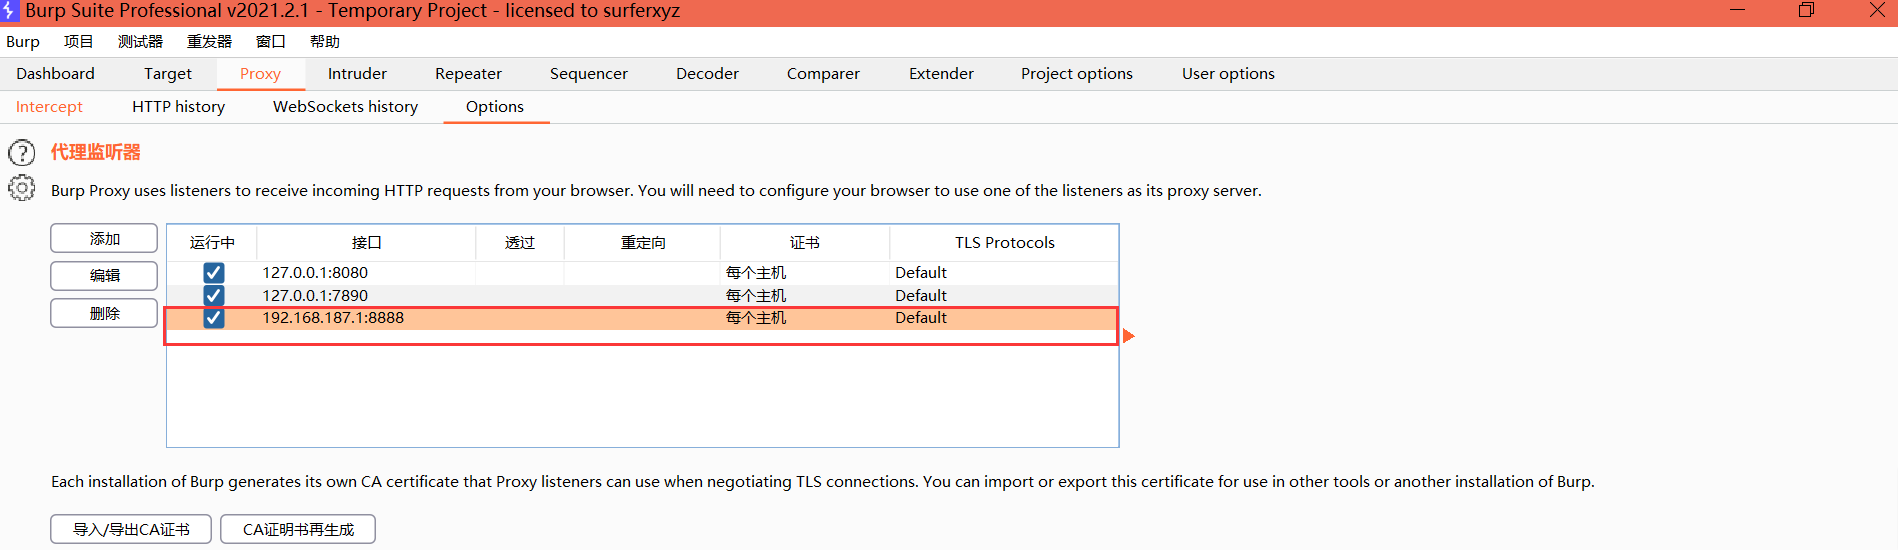 Burp Suite Professional v2021.2.1 - Temporary Project - licensed to surferxyz
Burp 项目 测试器 重发器 窗口 帮助
Dashboard Target Proxy Intruder Repeater Sequencer Decoder Comparer Extender Project options User options
Intercept HTTP history WebSockets history Options
代理监听器
Burp Proxy uses listeners to receive incoming HTTP requests from your browser. You will need to configure your browser to use one of the listeners as its proxy server.
添加
编辑
删除
运行中 接口 透过 重定向 证书 TLS Protocols
127.0.0.1:8080 每个主机 Default
127.0.0.1:7890 每个主机 Default
192.168.187.1:8888 每个主机 Default
Each installation of Burp generates its own CA certificate that Proxy listeners can use when negotiating TLS connections. You can import or export this certificate for use in other tools or another installation of Burp.
导入/导出CA证书 CA证明书再生成